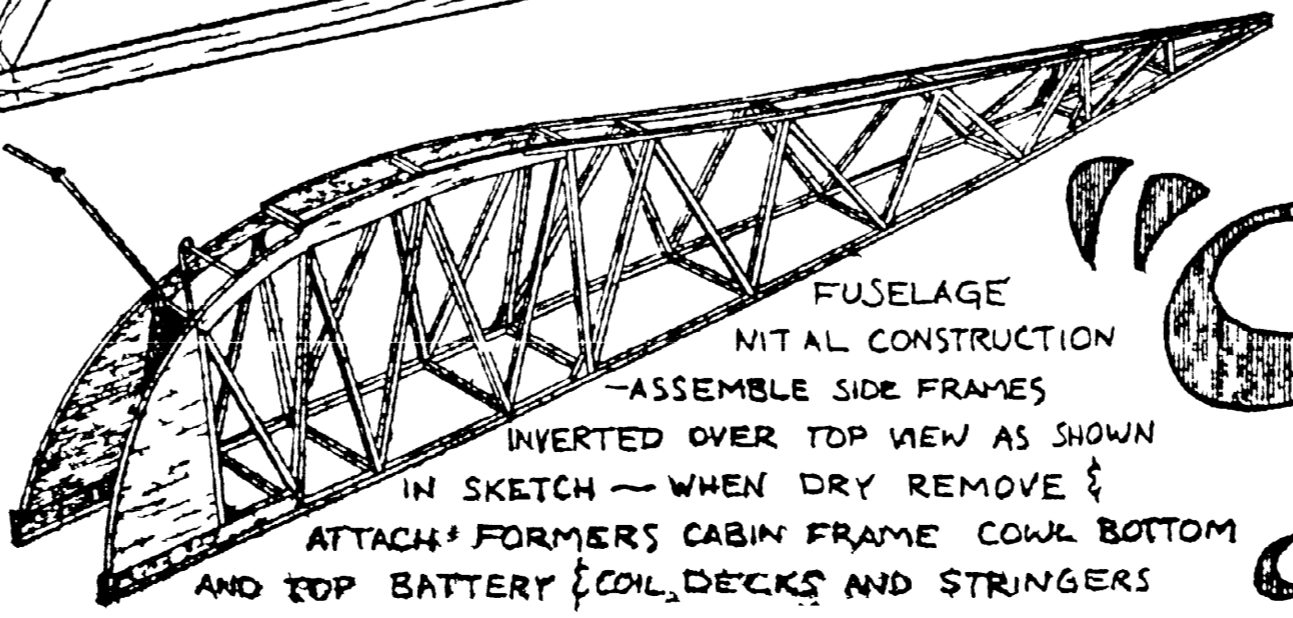 FUSELAGE
NIT AL CONSTRUCTION
-ASSEMBLE SIDE FRAMES
INVERTED OVER TOP VIEW AS SHOWN
IN SKETCH ~ WHEN DRY REMOVE &
ATTACH: FORMERS CABIN FRAME COWL BOTTOM
AND TOP BATTERY & COIL, DECKS AND STRINGERS